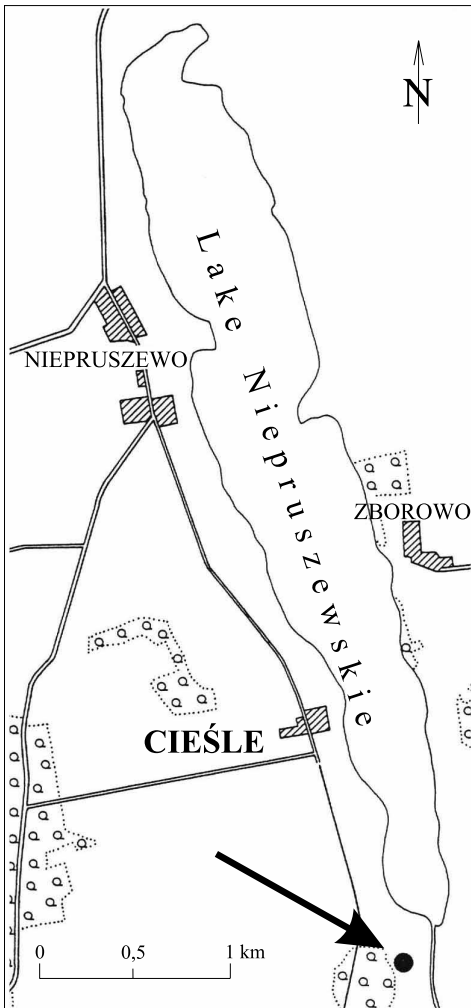 N
Lake Niepruszewskie
NIEPRUSZEWO
ZBOROWO
CIEŚLE
0 0,5 1 km